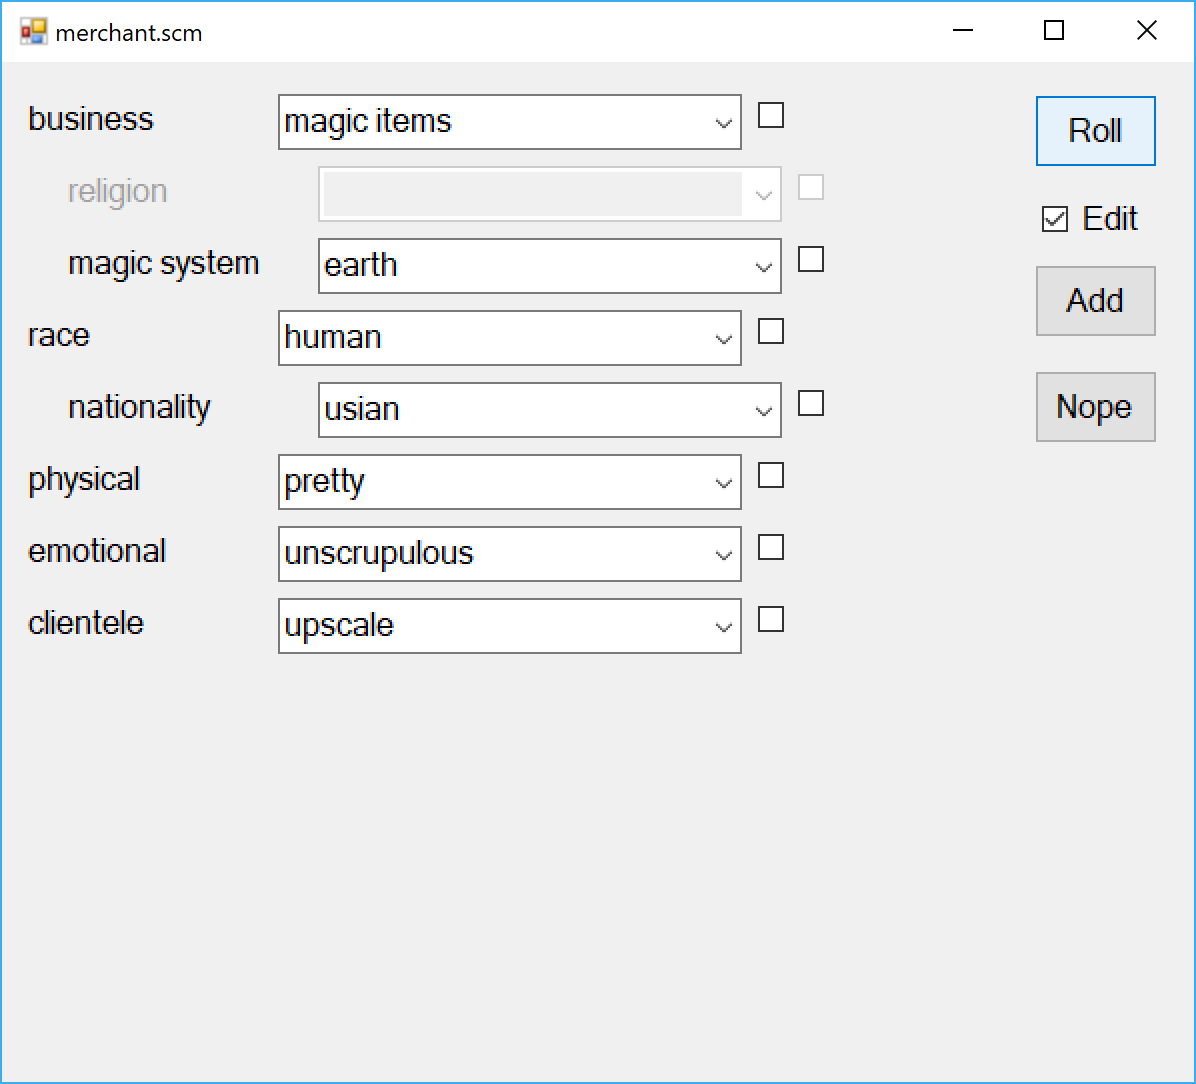 merchant.scm
business magic items Roll
religion
Edit
magic system earth
Add
race human
nationality usian Nope
physical pretty
emotional unscrupulous
clientele upscale